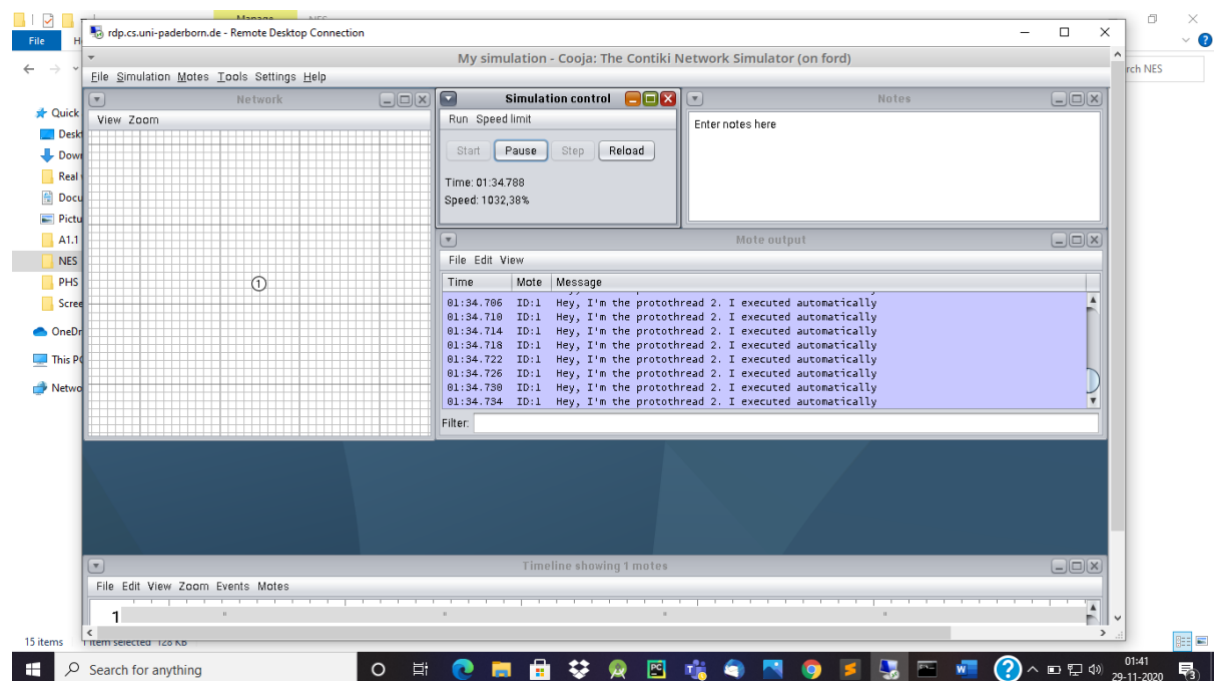 Manage NES
File
rdp.cs.uni-paderborn.de - Remote Desktop Connection
My simulation - Cooja: The Contiki Network Simulator (on ford)
File Simulation Motes Tools Settings Help
rch NES
Quick
Desk
Down
Real
Docu
Pictu
A1.1
NES
PHS
Scree
OneDr
This PC
Netwo
Network
View Zoom
1
Simulation control
Run Speed limit
Start Pause Step Reload
Time: 01:34.788
Speed: 1032,38%
Notes
Enter notes here
Mote output
File Edit View
Time Mote Message
01:34.706 ID:1 Hey, I'm the protothread 2. I executed automatically
01:34.710 ID:1 Hey, I'm the protothread 2. I executed automatically
01:34.714 ID:1 Hey, I'm the protothread 2. I executed automatically
01:34.718 ID:1 Hey, I'm the protothread 2. I executed automatically
01:34.722 ID:1 Hey, I'm the protothread 2. I executed automatically
01:34.726 ID:1 Hey, I'm the protothread 2. I executed automatically
01:34.730 ID:1 Hey, I'm the protothread 2. I executed automatically
01:34.734 ID:1 Hey, I'm the protothread 2. I executed automatically
Filter:
Timeline showing 1 motes
File Edit View Zoom Events Motes
1
15 items 1 item selected 128 KB
Search for anything
01:41
29-11-2020